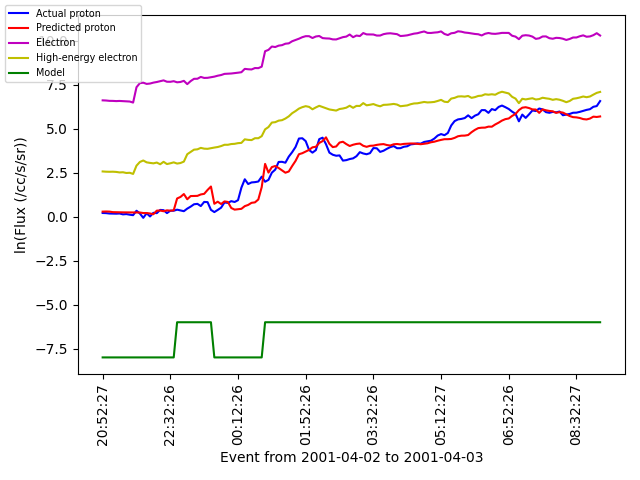 Actual proton
Predicted proton
Electron
High-energy electron
Model
7.5
5.0
2.5
0.0
−2.5
−5.0
−7.5
ln(Flux (/cc/s/sr))
20:52:27
22:32:26
00:12:26
01:52:26
03:32:26
05:12:27
06:52:26
08:32:27
Event from 2001-04-02 to 2001-04-03